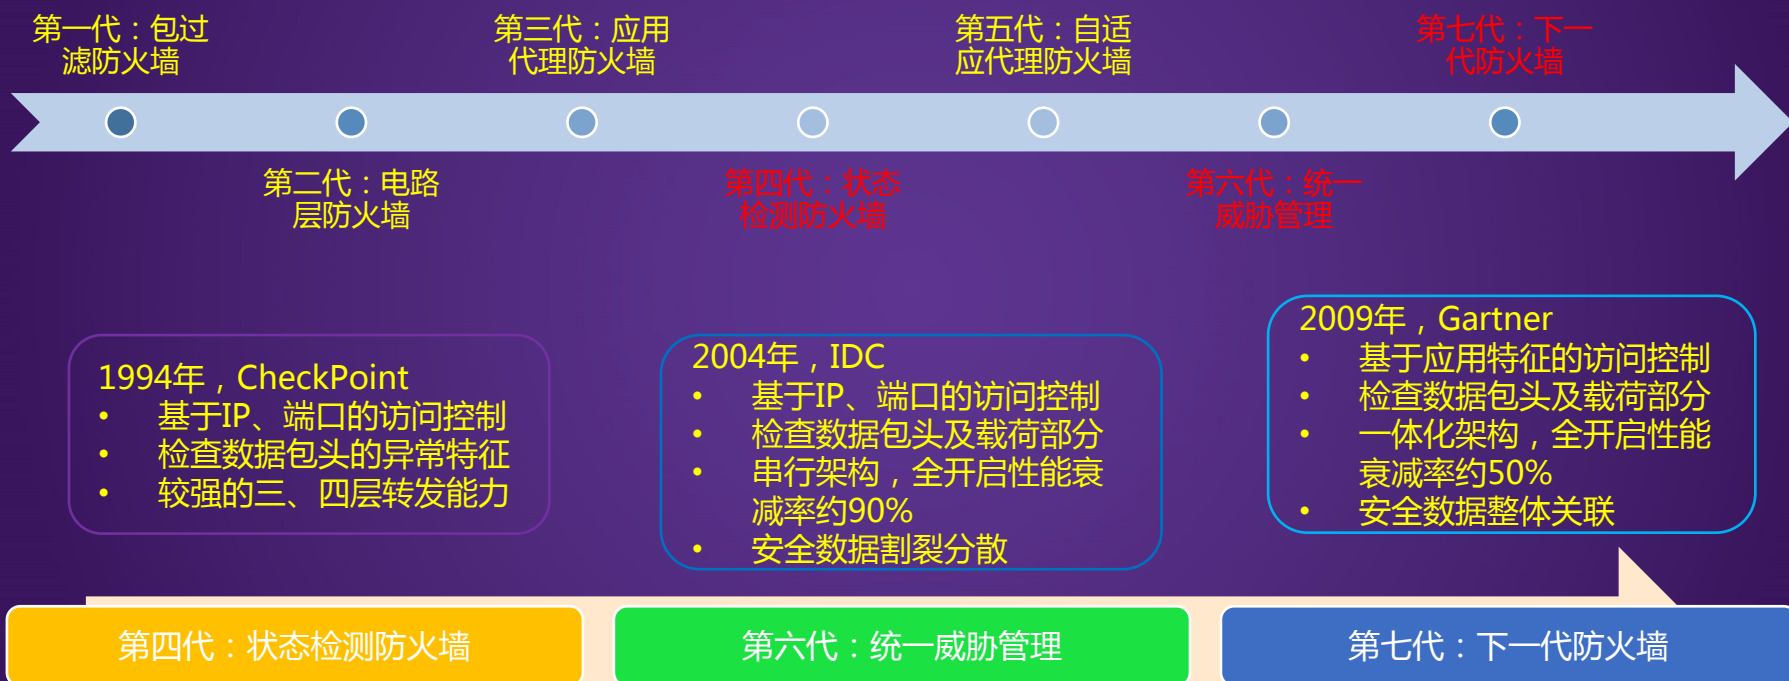 第一代：包过
滤防火墙
第三代：应用
代理防火墙
第五代：自适
应代理防火墙
第七代：下一
代防火墙
第二代：电路
层防火墙
第四代：状态
检测防火墙
第六代：统一
威胁管理
1994年，CheckPoint
• 基于IP、端口的访问控制
• 检查数据包头的异常特征
• 较强的三、四层转发能力
2004年，IDC
• 基于IP、端口的访问控制
• 检查数据包头及载荷部分
• 串行架构，全开启性能衰
减率约90%
• 安全数据割裂分散
2009年，Gartner
• 基于应用特征的访问控制
• 检查数据包头及载荷部分
• 一体化架构，全开启性能
衰减率约50%
• 安全数据整体关联
第四代：状态检测防火墙
第六代：统一威胁管理
第七代：下一代防火墙